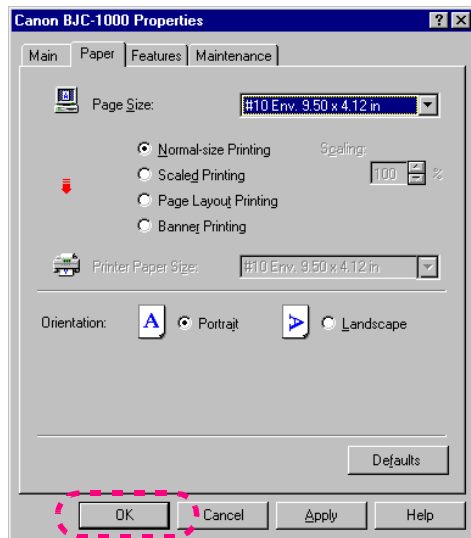 Canon BJC-1000 Properties
Main Paper Features Maintenance
Page Size: #10 Env. 9.50 x 4.12 in
Normal-size Printing Scaling:
Scaled Printing 100 %
Page Layout Printing
Banner Printing
Printer Paper Size: #10 Env. 9.50 x 4.12 in
Orientation: A Portrait A Landscape
Defaults
OK Cancel Apply Help